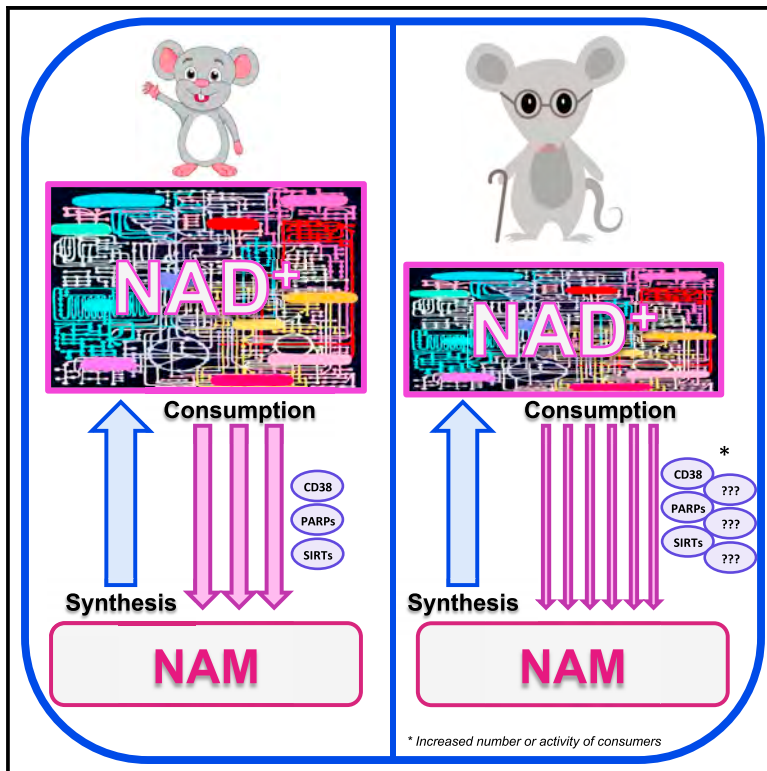 NAD⁺
Consumption
CD38
PARPs
SIRTs
Synthesis
NAM
NAD⁺
Consumption
*
CD38
???
PARPs
???
SIRTs
???
Synthesis
NAM
* Increased number or activity of consumers